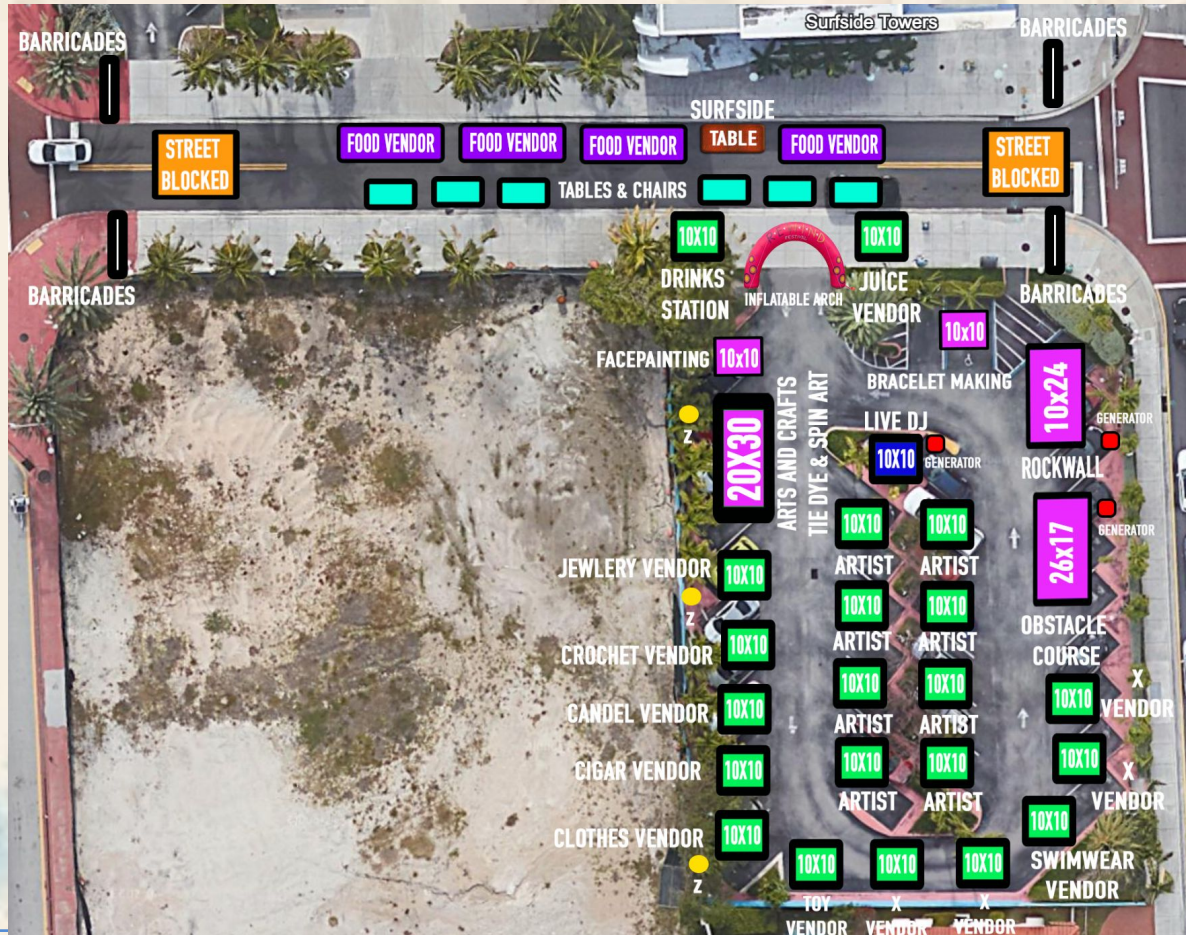 Surfside Towers
BARRICADES
BARRICADES
SURFSIDE
STREET
BLOCKED
FOOD VENDOR
FOOD VENDOR
FOOD VENDOR
TABLE
FOOD VENDOR
STREET
BLOCKED
TABLES & CHAIRS
10X10
DRINKS
STATION
FESTIVAL
INFLATABLE ARCH
10X10
JUICE
VENDOR
BARRICADES
BARRICADES
FACEPAINTING
10x10
10x10
BRACELET MAKING
Z
20X30
ARTS AND CRAFTS
TIE DYE & SPIN ART
LIVE DJ
10X10
GENERATOR
10x24
ROCKWALL
GENERATOR
10X10
ARTIST
10X10
ARTIST
26x17
GENERATOR
OBSTACLE
COURSE
JEWLERY VENDOR
10X10
Z
10X10
ARTIST
10X10
ARTIST
CROCHET VENDOR
10X10
10X10
ARTIST
10X10
ARTIST
10X10
X
VENDOR
CANDEL VENDOR
10X10
CIGAR VENDOR
10X10
10X10
ARTIST
10X10
ARTIST
10X10
X
VENDOR
CLOTHES VENDOR
10X10
Z
10X10
SWIMWEAR
VENDOR
10X10
TOY
VENDOR
10X10
X
VENDOR
10X10
X
VENDOR